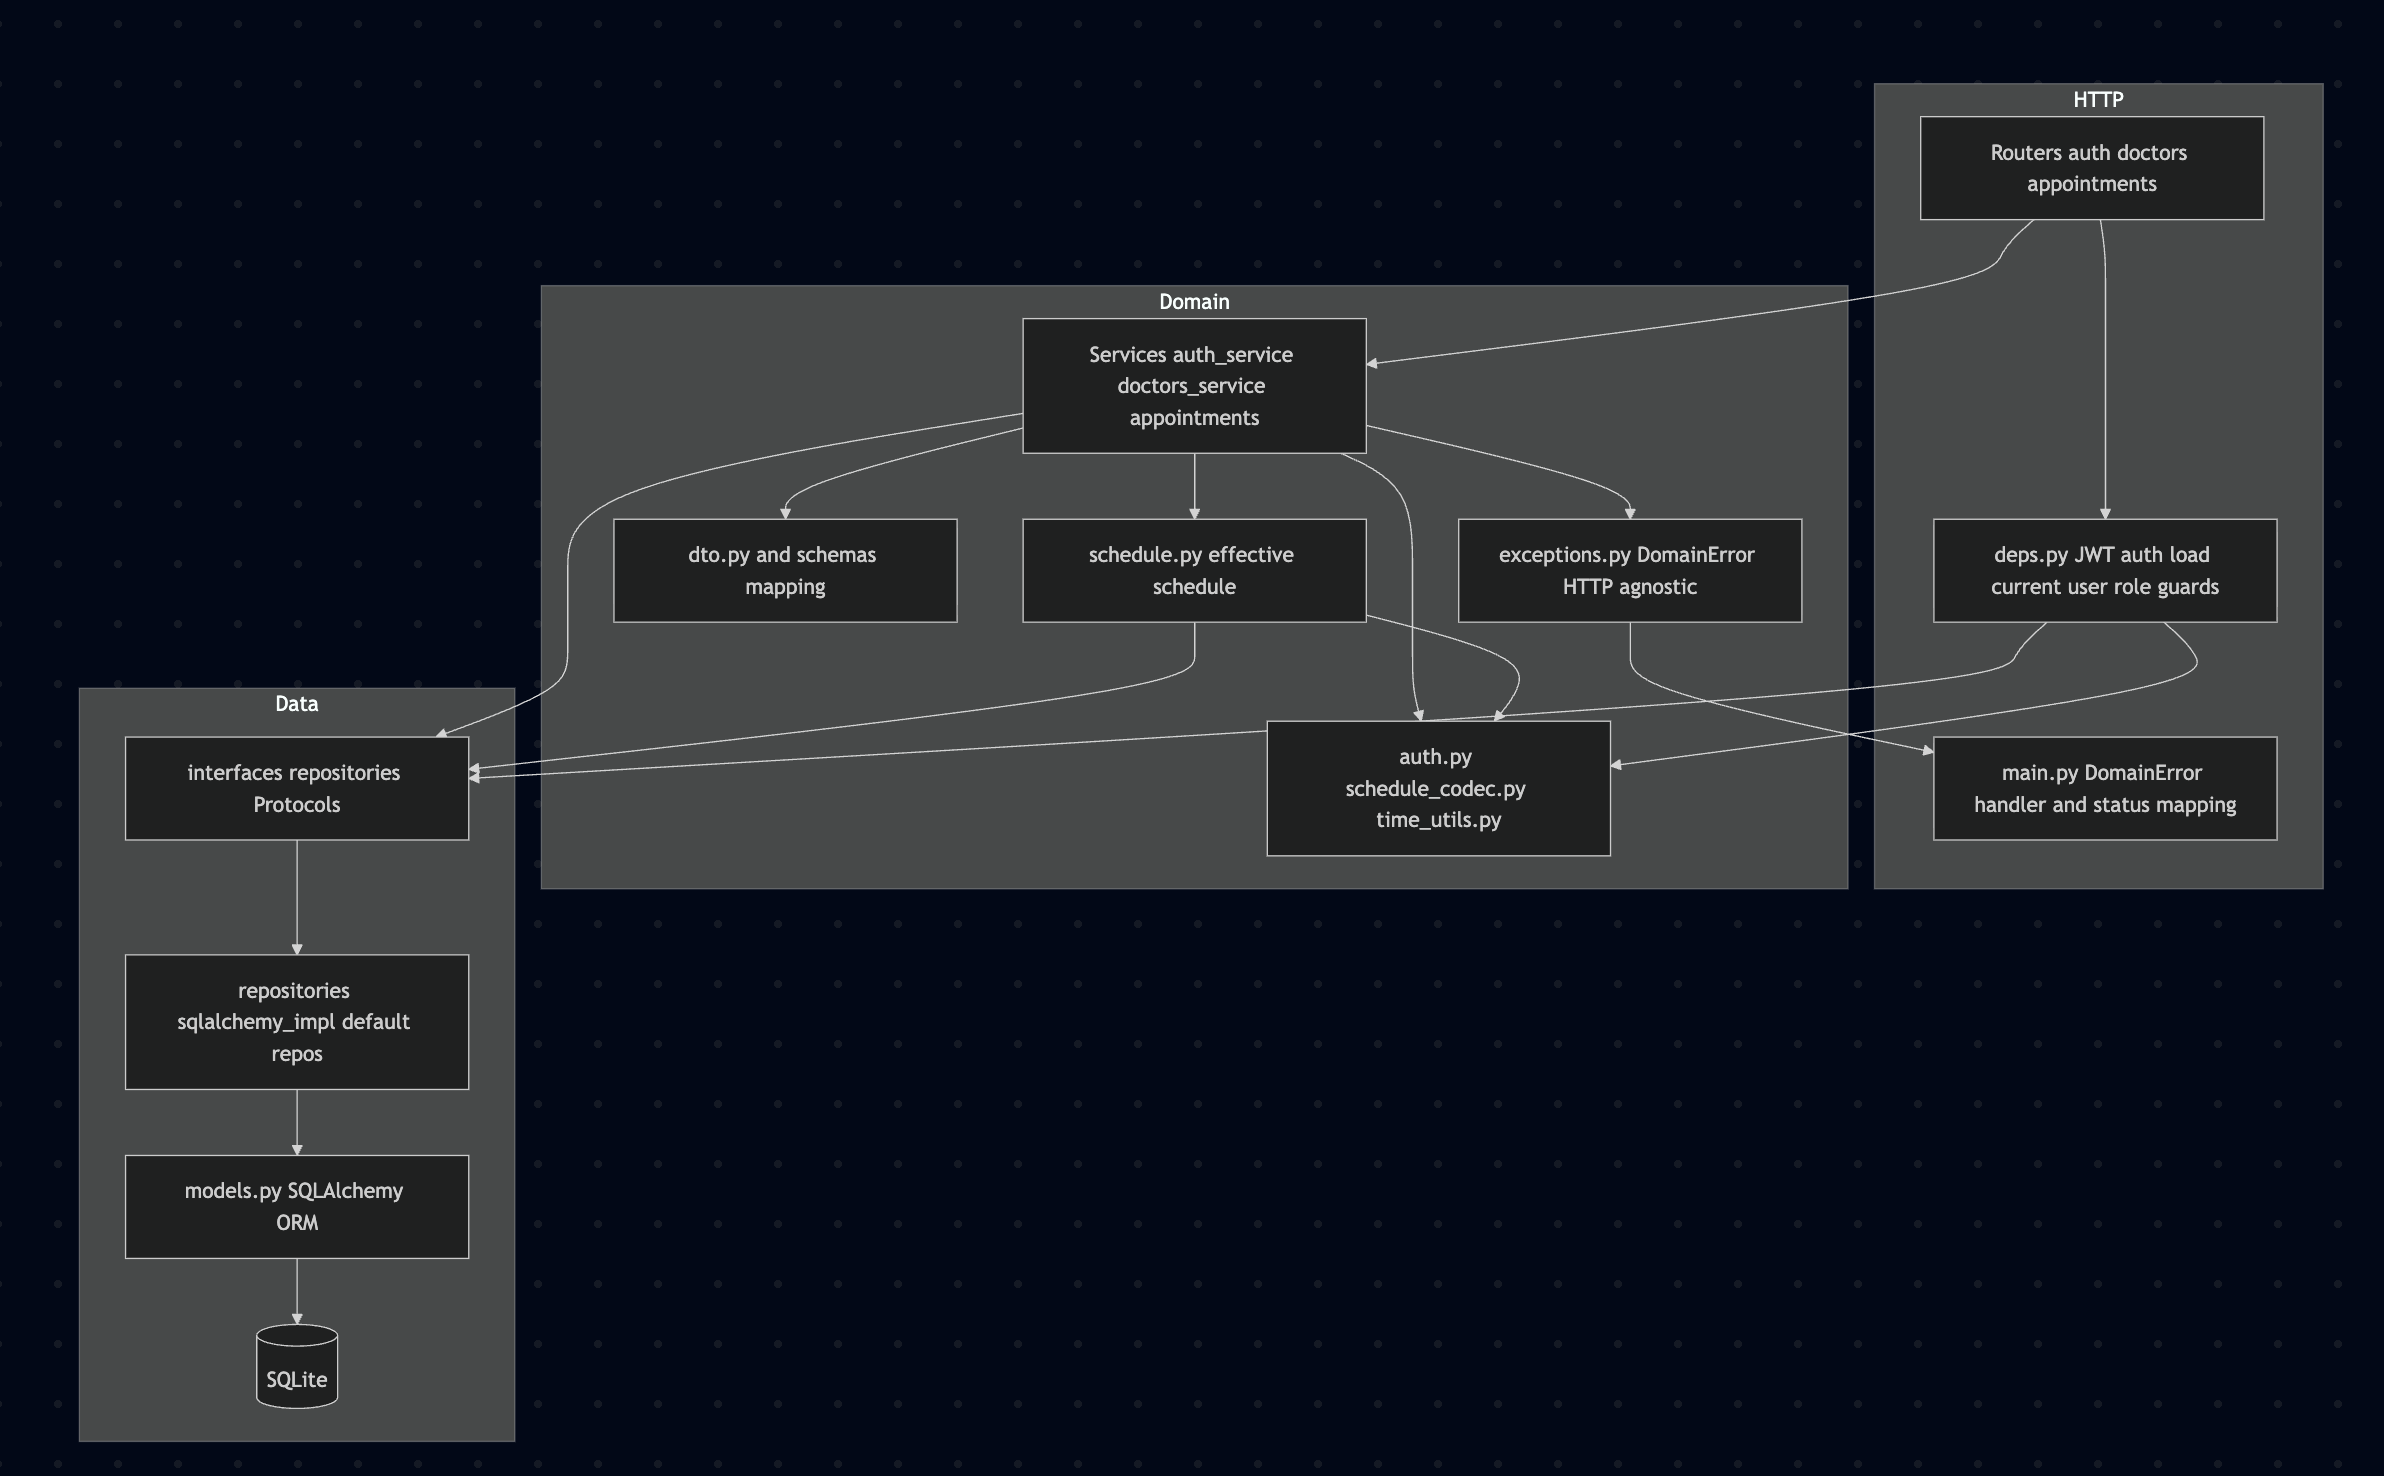 HTTP
Routers auth doctors
appointments
Domain
Services auth_service
doctors_service
appointments
dto.py and schemas
mapping
schedule.py effective
schedule
exceptions.py DomainError
HTTP agnostic
deps.py JWT auth load
current user role guards
Data
interfaces repositories
Protocols
auth.py
schedule_codec.py
time_utils.py
main.py DomainError
handler and status mapping
repositories
sqlalchemy_impl default
repos
models.py SQLAlchemy
ORM
SQLite